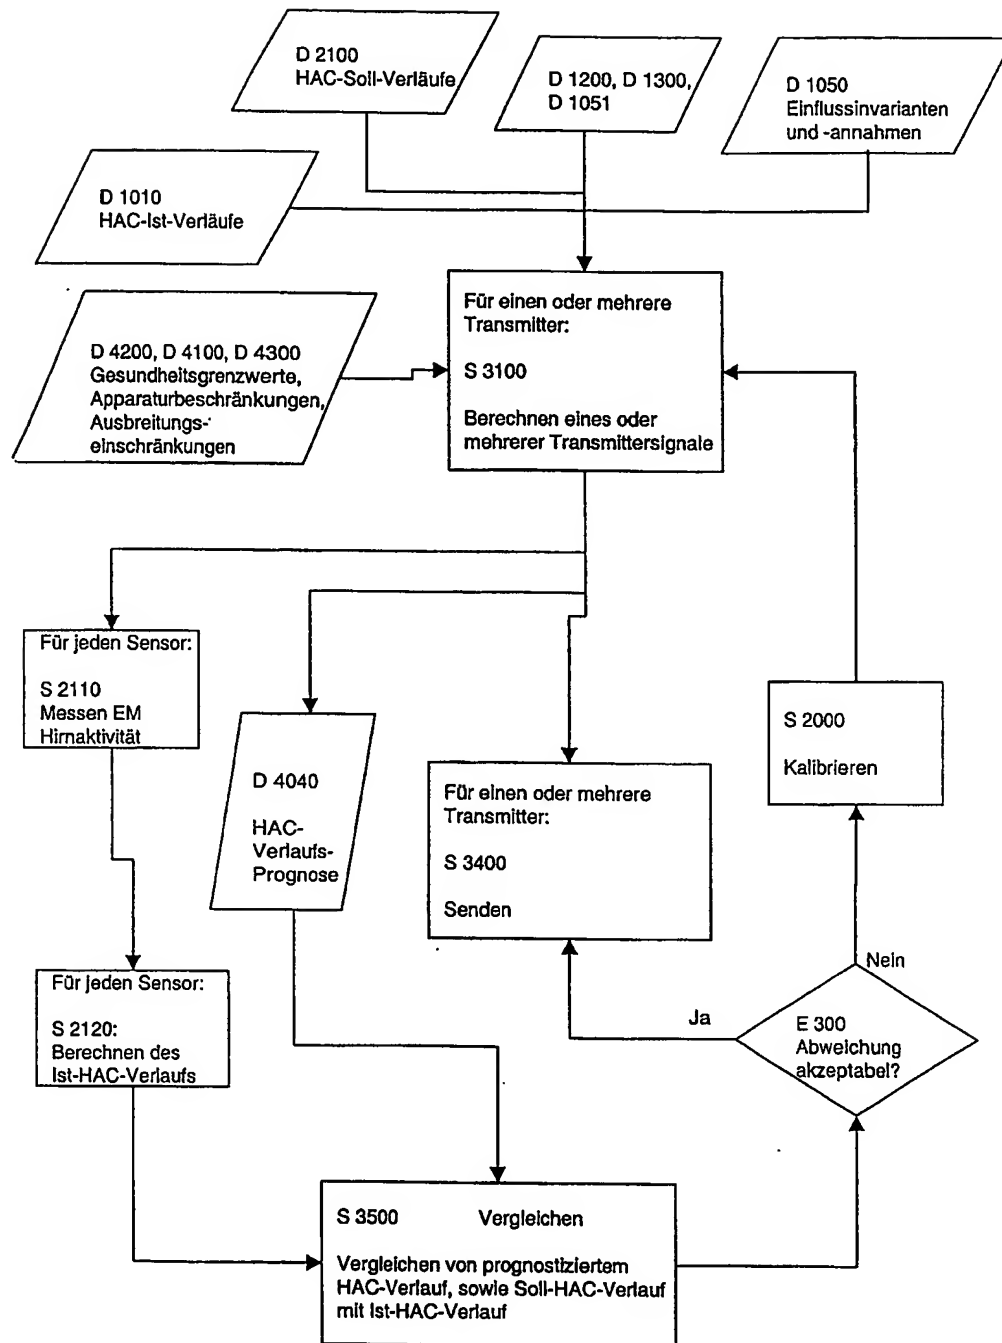 D 2100
HAC-Soll-Verläufe
D 1200, D 1300,
D 1051
D 1050
Einflussinvarianten
und -annahmen
D 1010
HAC-Ist-Verläufe
Für einen oder mehrere
Transmitter:
S 3100
Berechnen eines oder
mehrerer Transmittersignale
D 4200, D 4100, D 4300
Gesundheitsgrenzwerte,
Apparaturbeschränkungen,
Ausbreitungs-
einschränkungen
Für jeden Sensor:
S 2110
Messen EM
Hirnaktivität
D 4040
HAC-
Verlaufs-
Prognose
Für einen oder mehrere
Transmitter:
S 3400
Senden
S 2000
Kalibrieren
Nein
Ja
E 300
Abweichung
akzeptabel?
Für jeden Sensor:
S 2120:
Berechnen des
Ist-HAC-Verlaufs
S 3500 Vergleichen
Vergleichen von prognostiziertem
HAC-Verlauf, sowie Soll-HAC-Verlauf
mit Ist-HAC-Verlauf